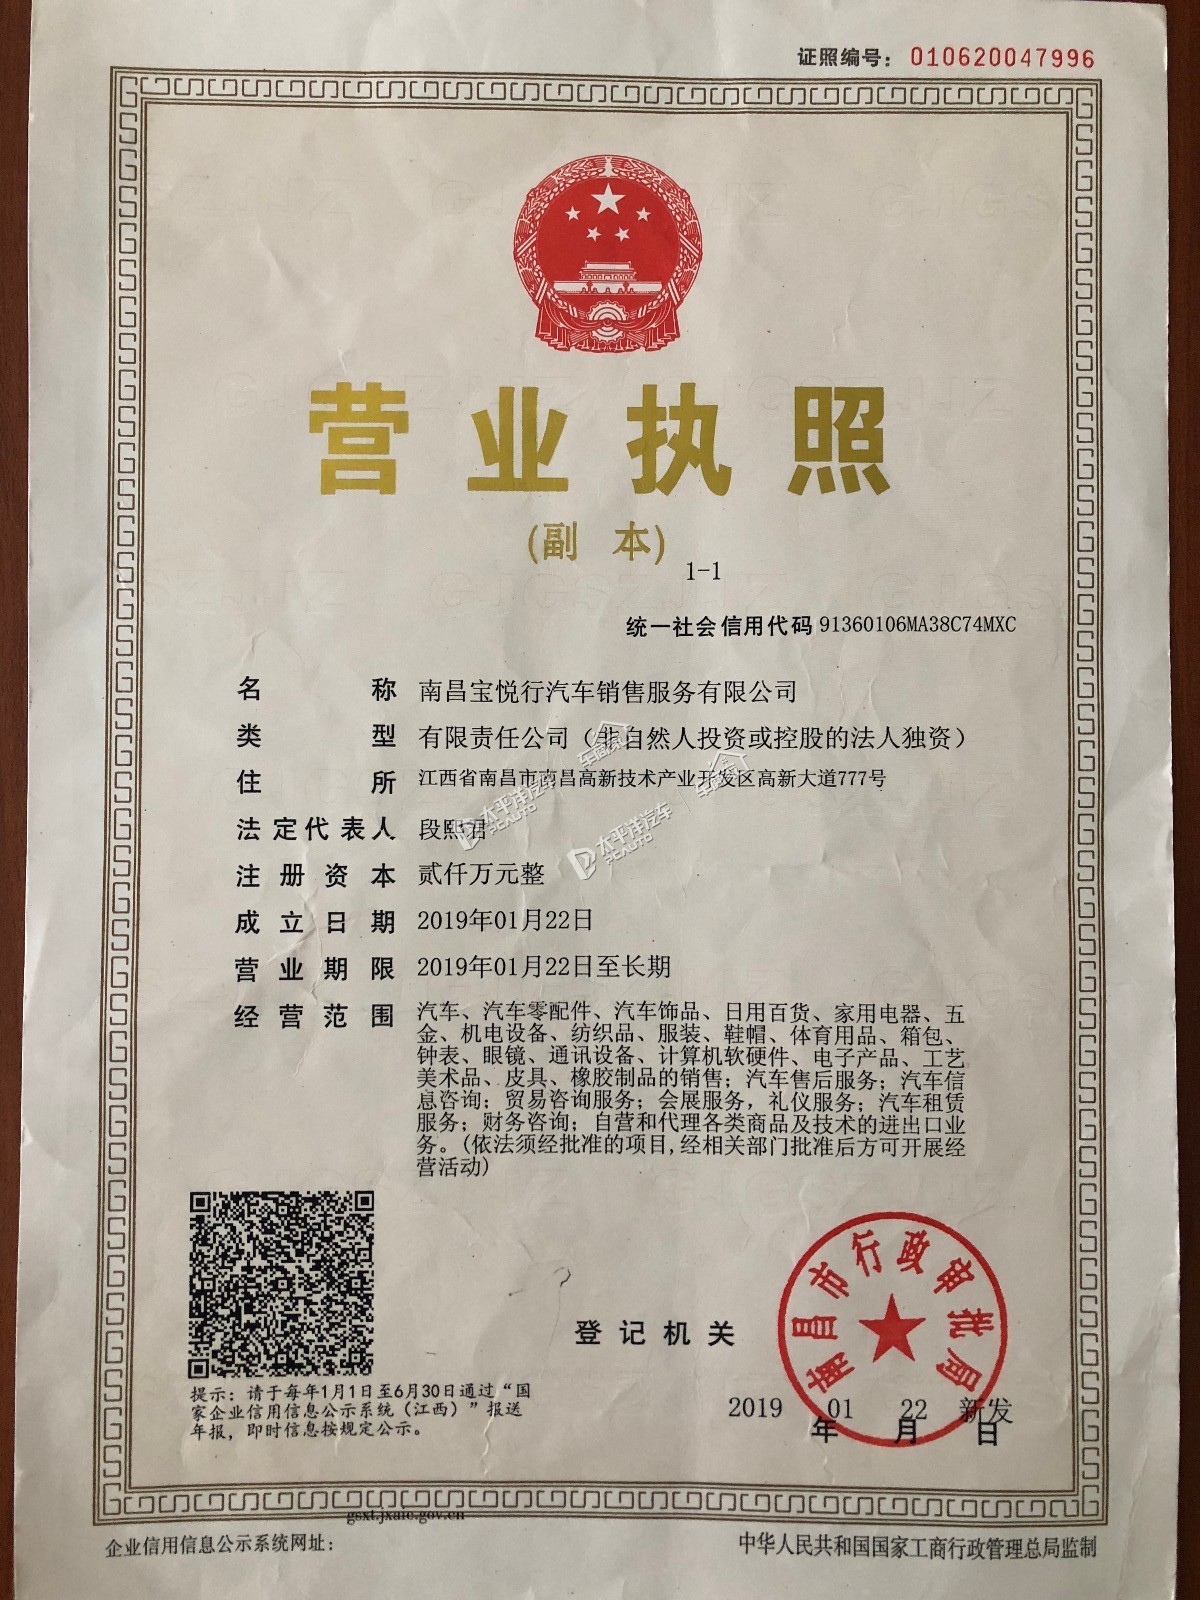 证照编号：010620047996
营业执照
(副 本)
1-1
统一社会信用代码 91360106MA38C74MXC
名 称 南昌宝悦行汽车销售服务有限公司
类 型 有限责任公司（非自然人投资或控股的法人独资）
住 所 江西省南昌市南昌高新技术产业开发区高新大道777号
法定代表人 段熙君
注册资本 贰仟万元整
成立日期 2019年01月22日
营业期限 2019年01月22日至长期
经营范围 汽车、汽车零配件、汽车饰品、日用百货、家用电器、五
金、机电设备、纺织品、服装、鞋帽、体育用品、箱包、
钟表、眼镜、通讯设备、计算机软硬件、电子产品、工艺
美术品、皮具、橡胶制品的销售；汽车售后服务；汽车信
息咨询；贸易咨询服务；会展服务，礼仪服务；汽车租赁
服务；财务咨询；自营和代理各类商品及技术的进出口业
务。(依法须经批准的项目,经相关部门批准后方可开展经
营活动)
太平洋汽车
PCAUTO
太平洋汽车
PCAUTO
南昌市行政审批局
登记机关
2019 01 22 新发
年 月 日
提示：请于每年1月1日至6月30日通过“国
家企业信用信息公示系统（江西）”报送
年报，即时信息按规定公示。
gsxt.jxaic.gov.cn
企业信用信息公示系统网址：
中华人民共和国国家工商行政管理总局监制